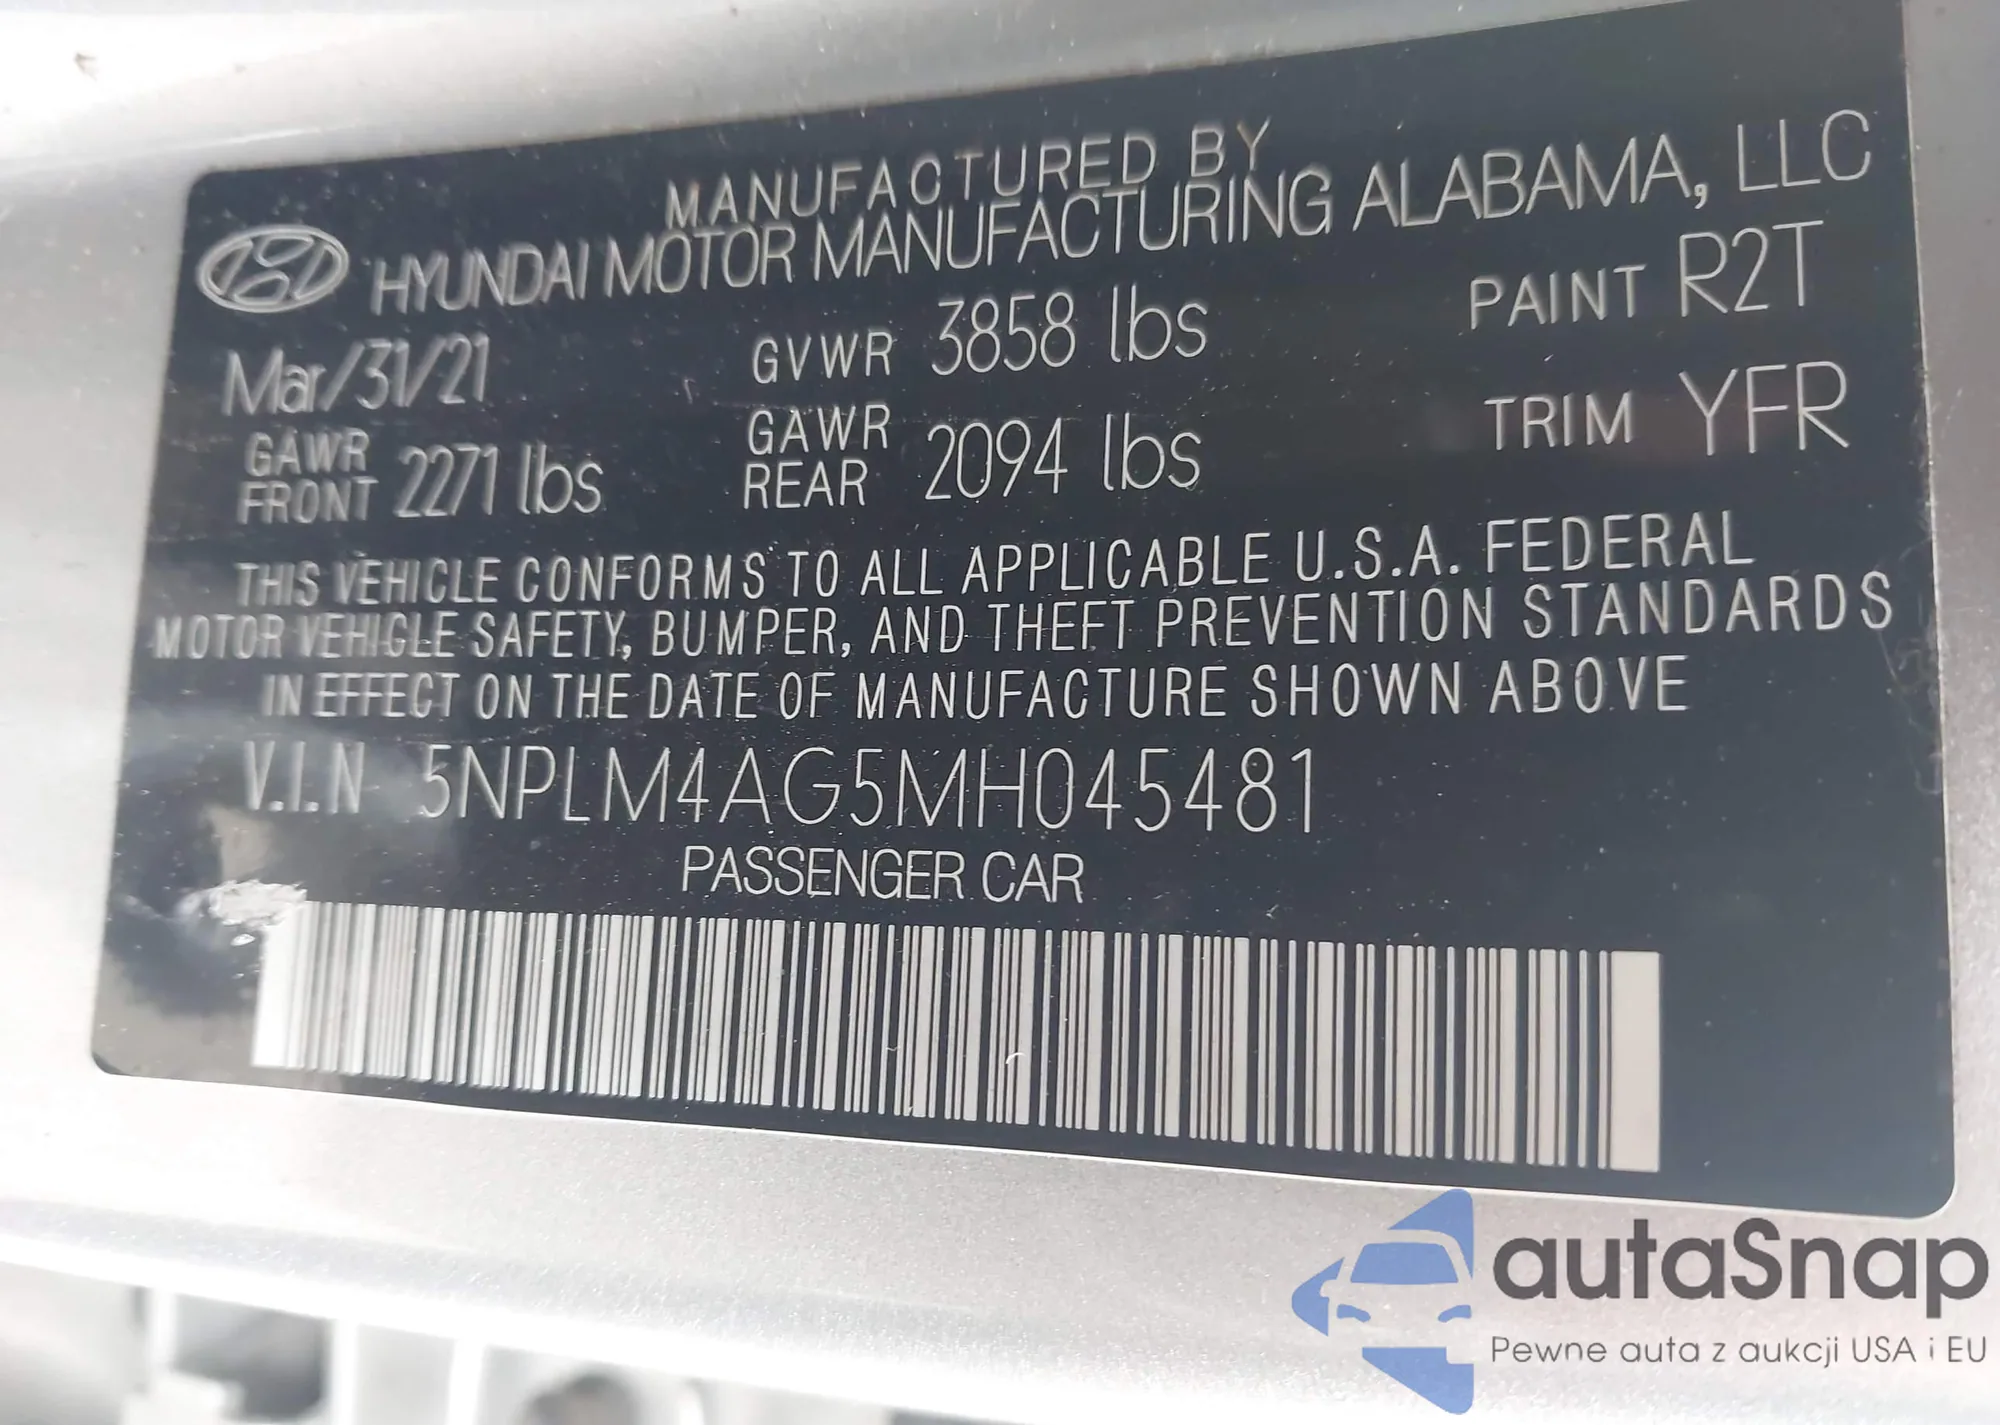 MANUFACTURED BY
HYUNDAI MOTOR MANUFACTURING ALABAMA, LLC
Mar/31/21 GVWR 3858 lbs PAINT R2T
GAWR FRONT 2271 lbs GAWR REAR 2094 lbs TRIM YFR
THIS VEHICLE CONFORMS TO ALL APPLICABLE U.S.A. FEDERAL
MOTOR VEHICLE SAFETY, BUMPER, AND THEFT PREVENTION STANDARDS
IN EFFECT ON THE DATE OF MANUFACTURE SHOWN ABOVE
V.I.N 5NPLM4AG5MH045481
PASSENGER CAR
autaSnap
Pewne auta z aukcji USA i EU